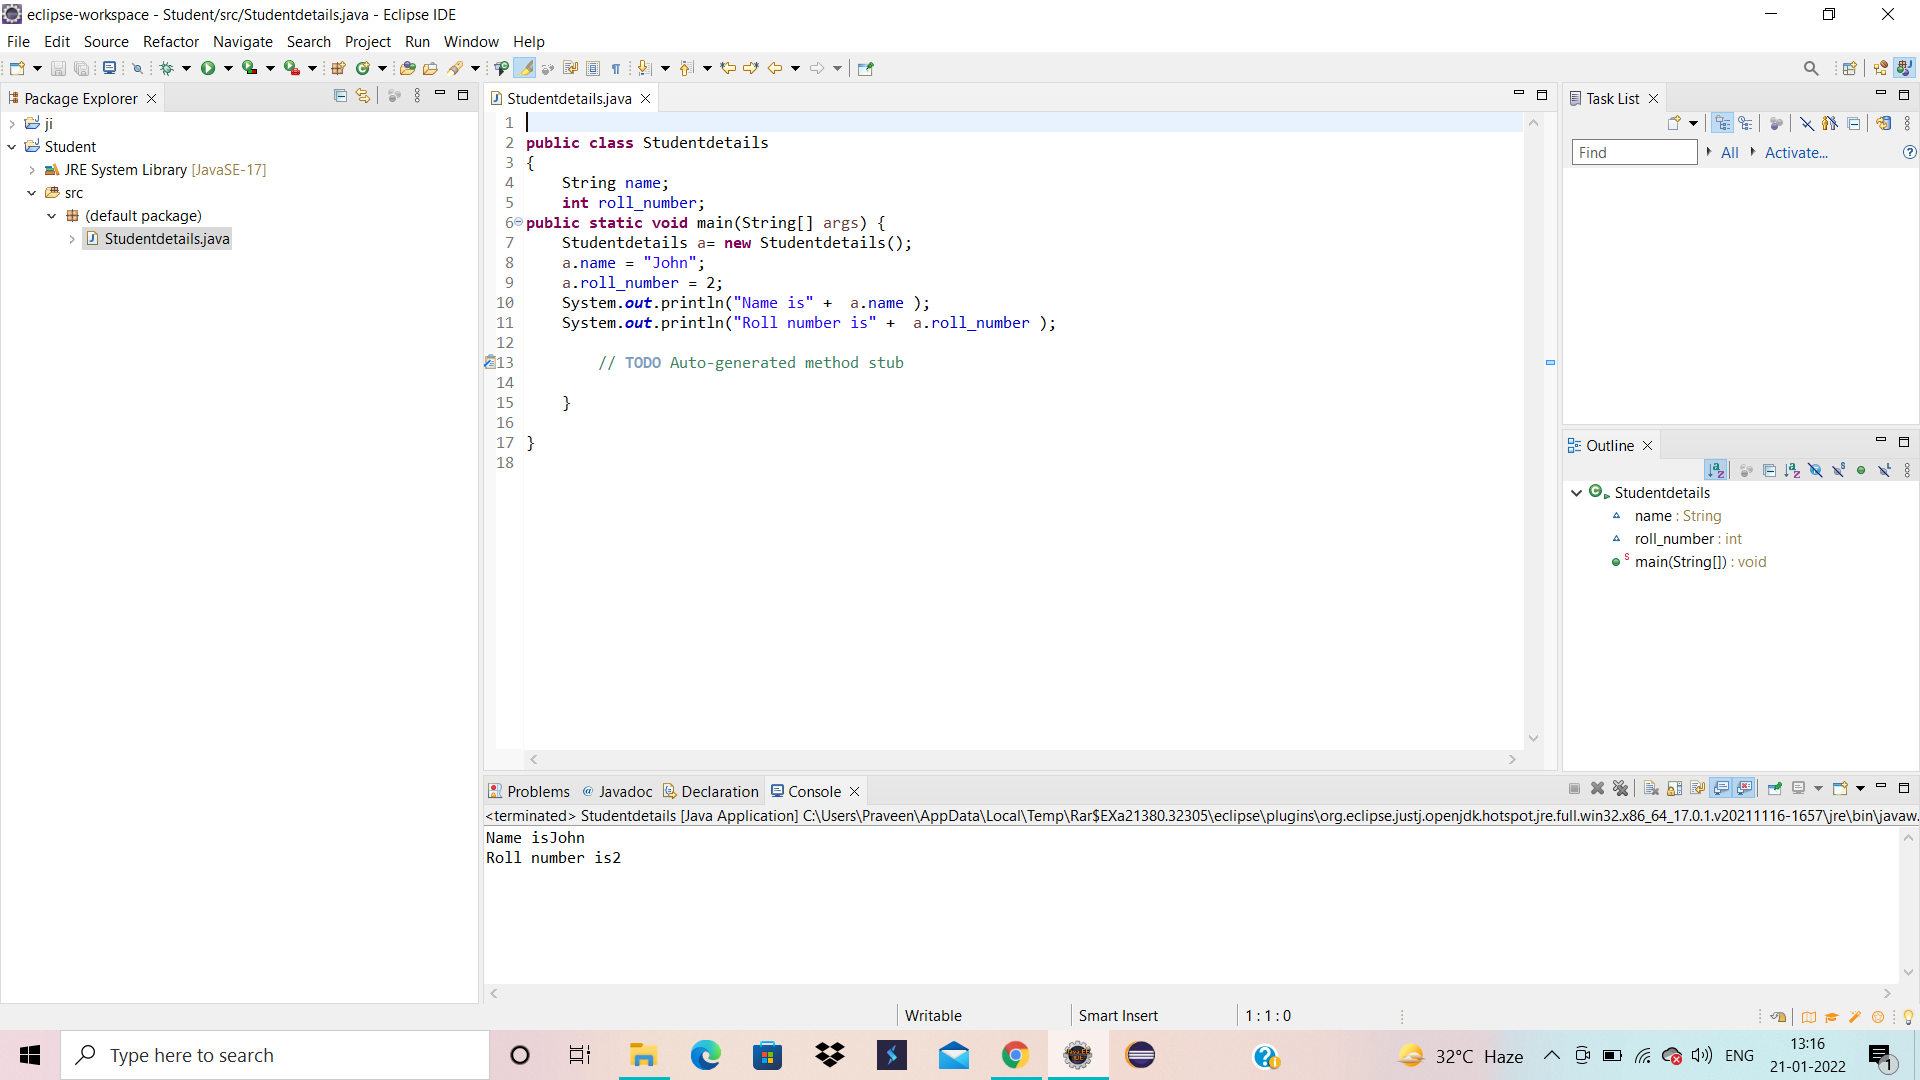 eclipse-workspace - Student/src/Studentdetails.java - Eclipse IDE
File Edit Source Refactor Navigate Search Project Run Window Help
Package Explorer
ji
Student
JRE System Library [JavaSE-17]
src
(default package)
Studentdetails.java
Studentdetails.java
1
2 public class Studentdetails
3 {
4     String name;
5     int roll_number;
6 public static void main(String[] args) {
7     Studentdetails a= new Studentdetails();
8     a.name = "John";
9     a.roll_number = 2;
10     System.out.println("Name is" +  a.name );
11     System.out.println("Roll number is" +  a.roll_number );
12
13         // TODO Auto-generated method stub
14
15     }
16
17 }
18
Task List
Find All Activate...
Outline
Studentdetails
name : String
roll_number : int
main(String[]) : void
Problems @ Javadoc Declaration Console
<terminated> Studentdetails [Java Application] C:\Users\Praveen\AppData\Local\Temp\Rar$EXa21380.32305\eclipse\plugins\org.eclipse.justj.openjdk.hotspot.jre.full.win32.x86_64_17.0.1.v20211116-1657\jre\bin\javaw.
Name isJohn
Roll number is2
Writable Smart Insert 1 : 1 : 0
Type here to search
32°C Haze
ENG
13:16
21-01-2022
1